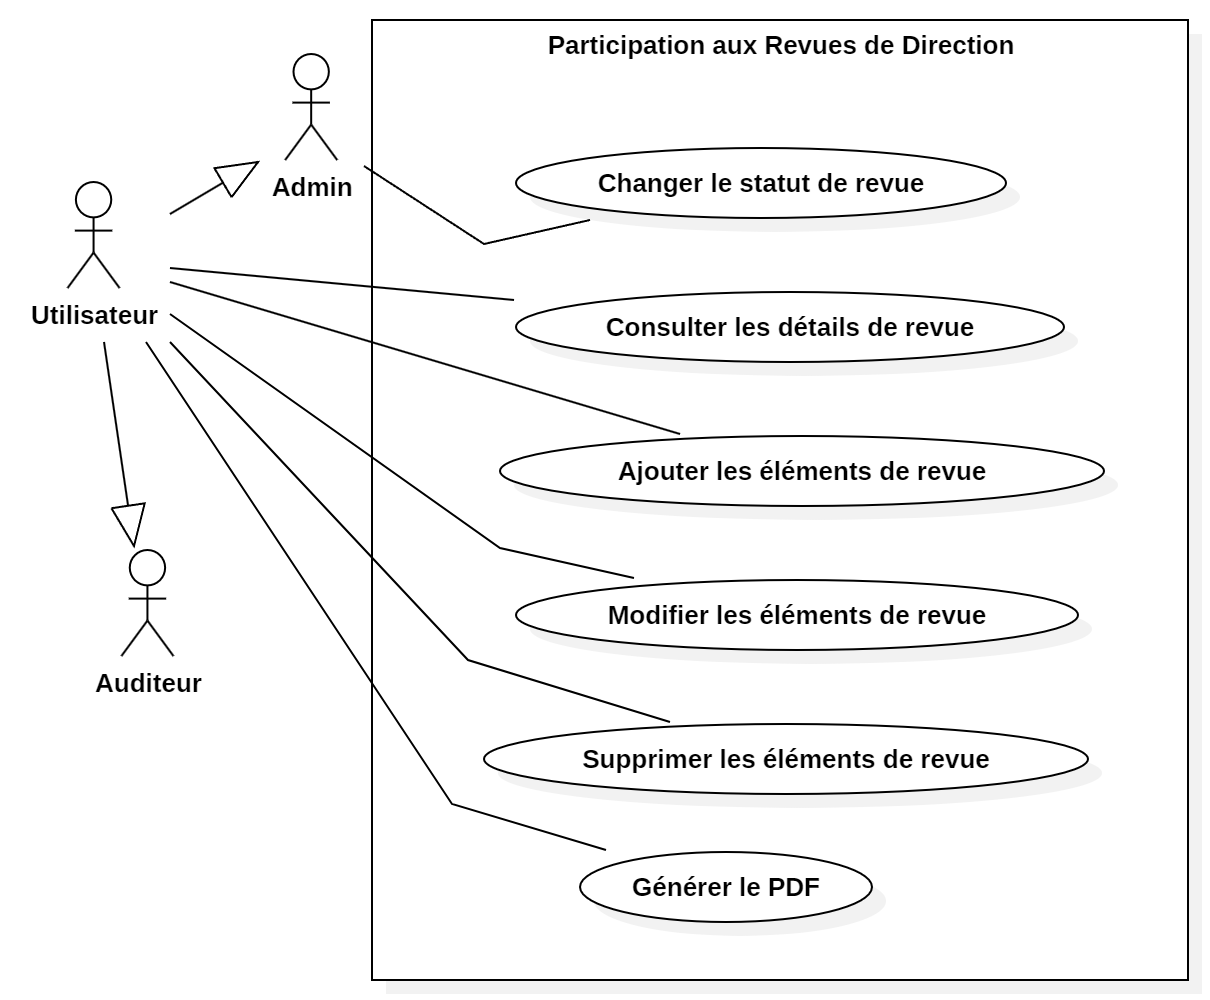 Participation aux Revues de Direction
Admin
Changer le statut de revue
Utilisateur
Consulter les détails de revue
Ajouter les éléments de revue
Modifier les éléments de revue
Auditeur
Supprimer les éléments de revue
Générer le PDF